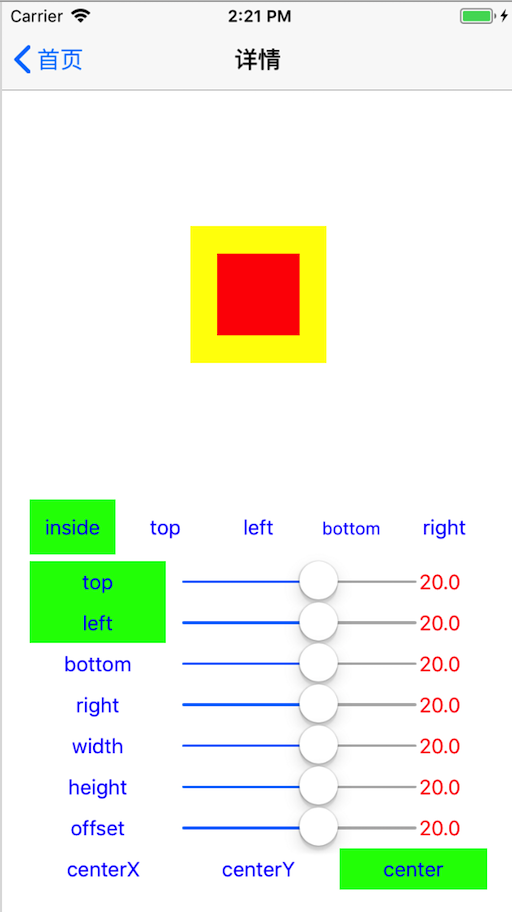 Carrier 2:21 PM
首页 详情
inside top left bottom right
top 20.0
left 20.0
bottom 20.0
right 20.0
width 20.0
height 20.0
offset 20.0
centerX centerY center